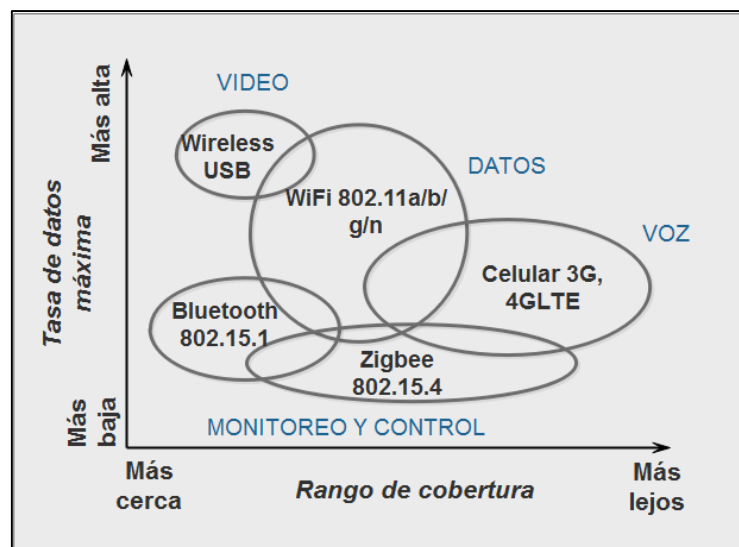 VIDEO
Más alta
Wireless
USB
DATOS
WiFi 802.11a/b/
g/n
VOZ
Tasa de datos
máxima
Celular 3G,
4GLTE
Bluetooth
802.15.1
Zigbee
802.15.4
Más
baja
MONITOREO Y CONTROL
Más
cerca
Rango de cobertura
Más
lejos